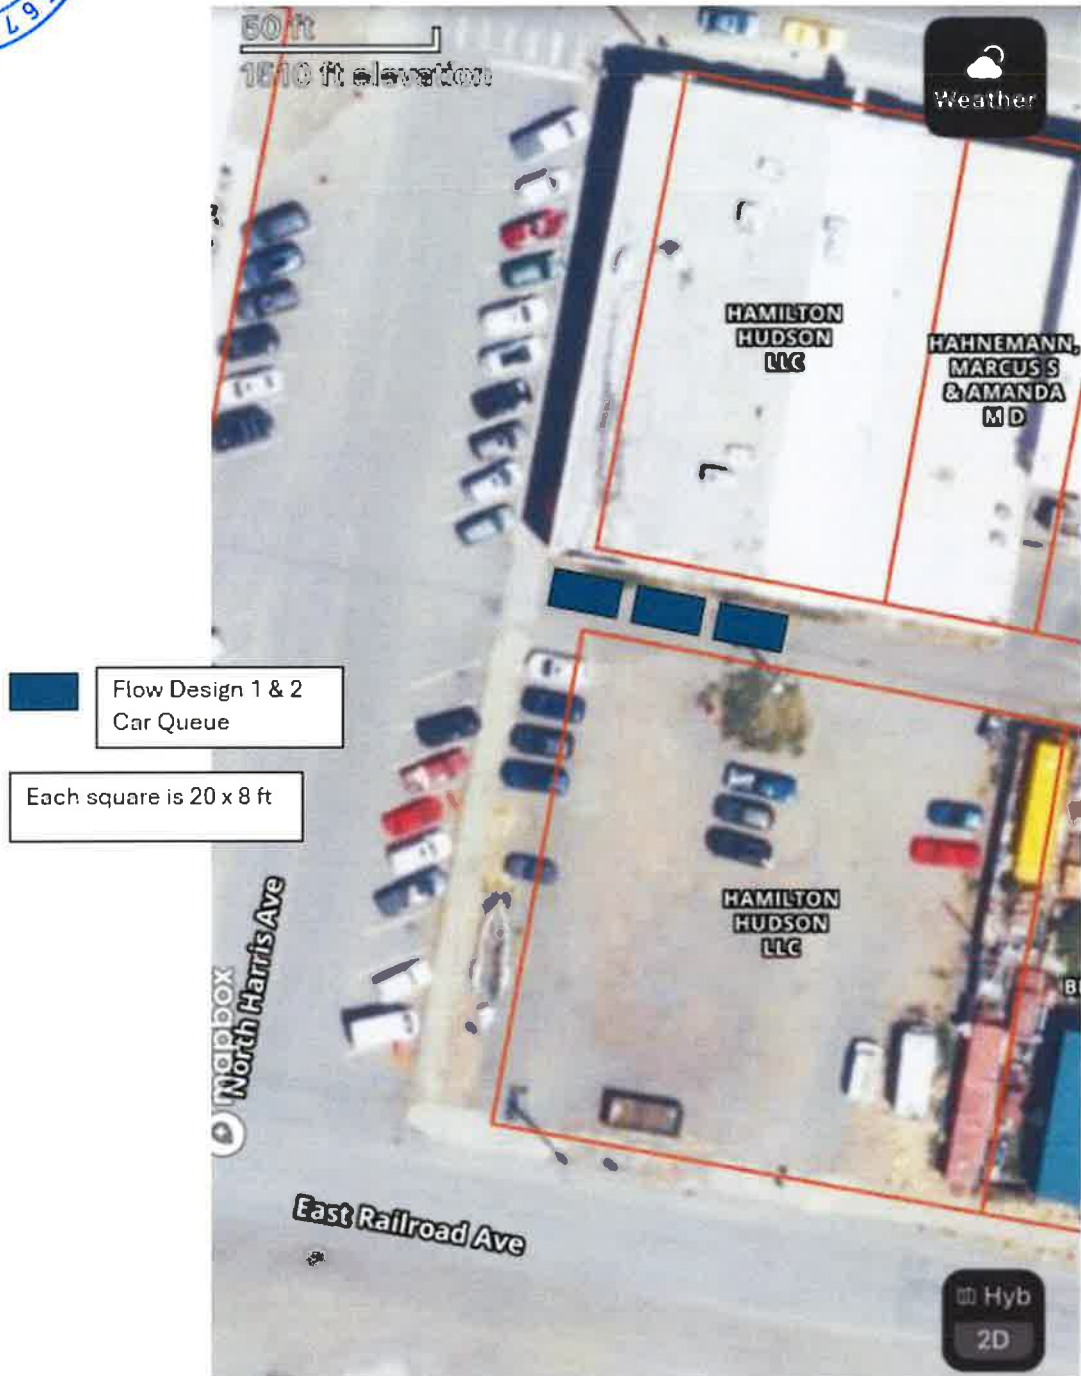 67
50 ft
1510 ft elevation
Weather
HAMILTON
HUDSON
LLC
HAHNEMANN,
MARCUS S
& AMANDA
M D
Flow Design 1 & 2
Car Queue
Each square is 20 x 8 ft
HAMILTON
HUDSON
LLC
North Harris Ave
mapbox
East Railroad Ave
Hyb
2D